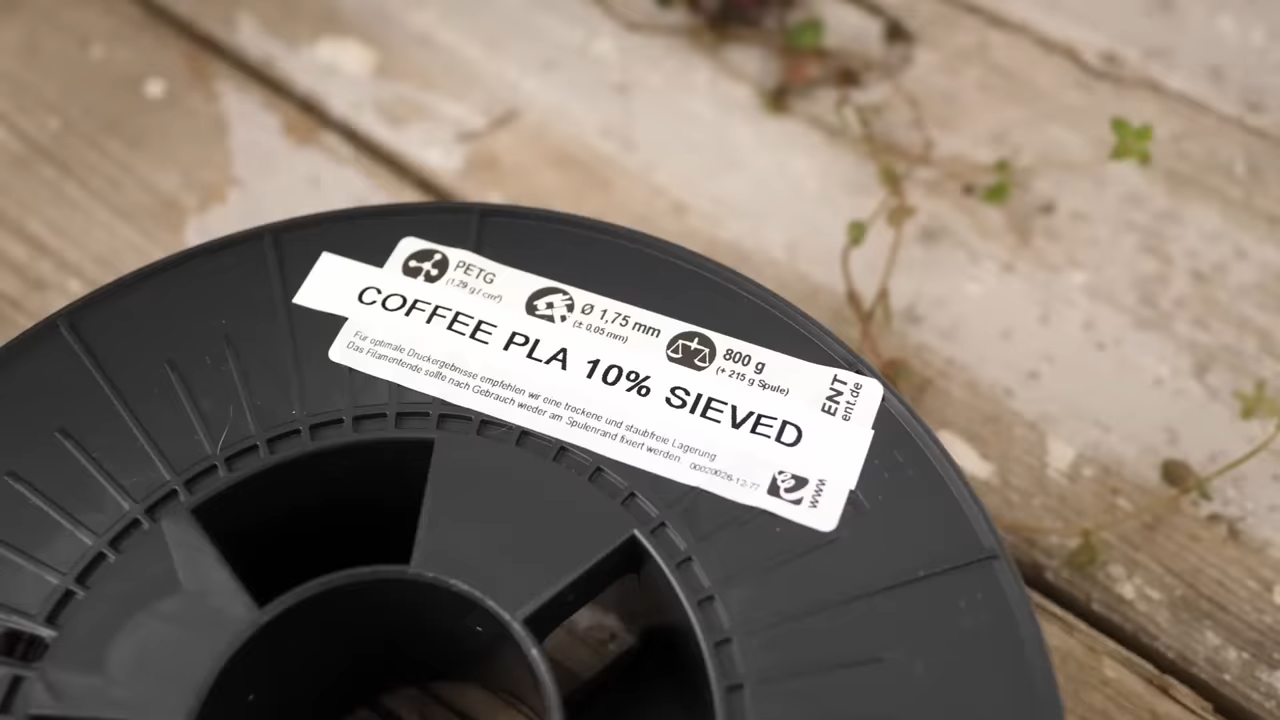 PETG
(1,29 g / cm³)
Ø 1,75 mm
(± 0,05 mm)
800 g
(+ 215 g Spule)
COFFEE PLA 10% SIEVED
Für optimale Druckergebnisse empfehlen wir eine trockene und staubfreie Lagerung
Das Filamentende sollte nach Gebrauch wieder am Spulenrand fixiert werden
ENT
ent.de
www